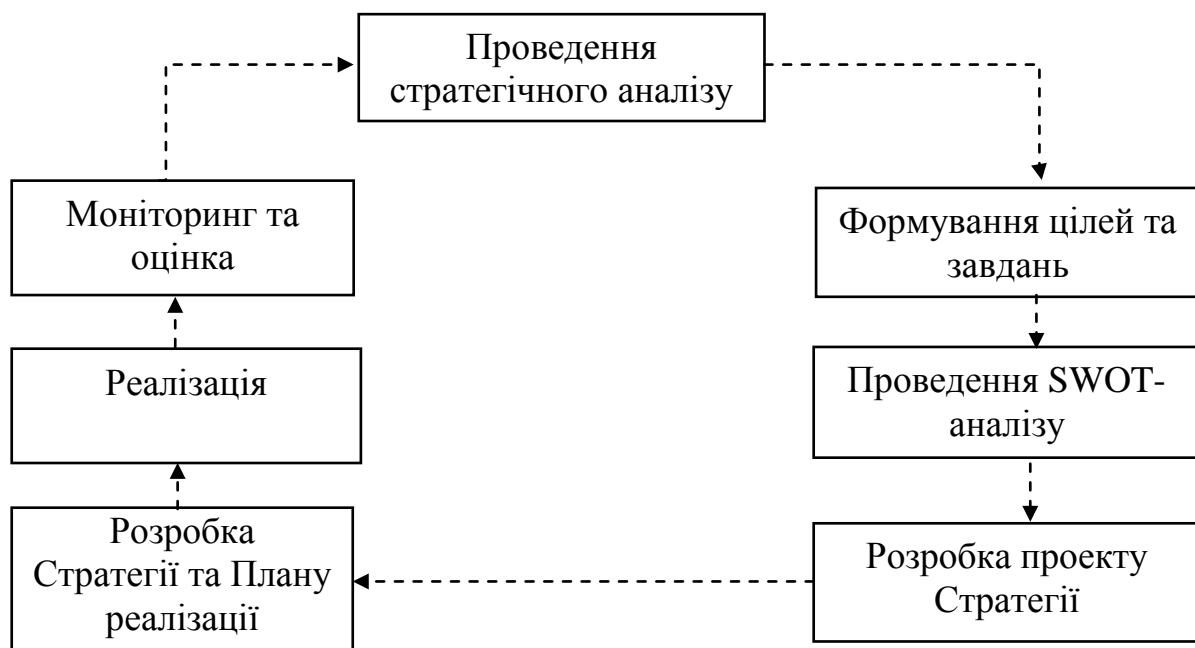 Проведення
стратегічного аналізу
Моніторинг та
оцінка
Формування цілей та
завдань
Реалізація
Проведення SWOT-
аналізу
Розробка
Стратегії та Плану
реалізації
Розробка проекту
Стратегії